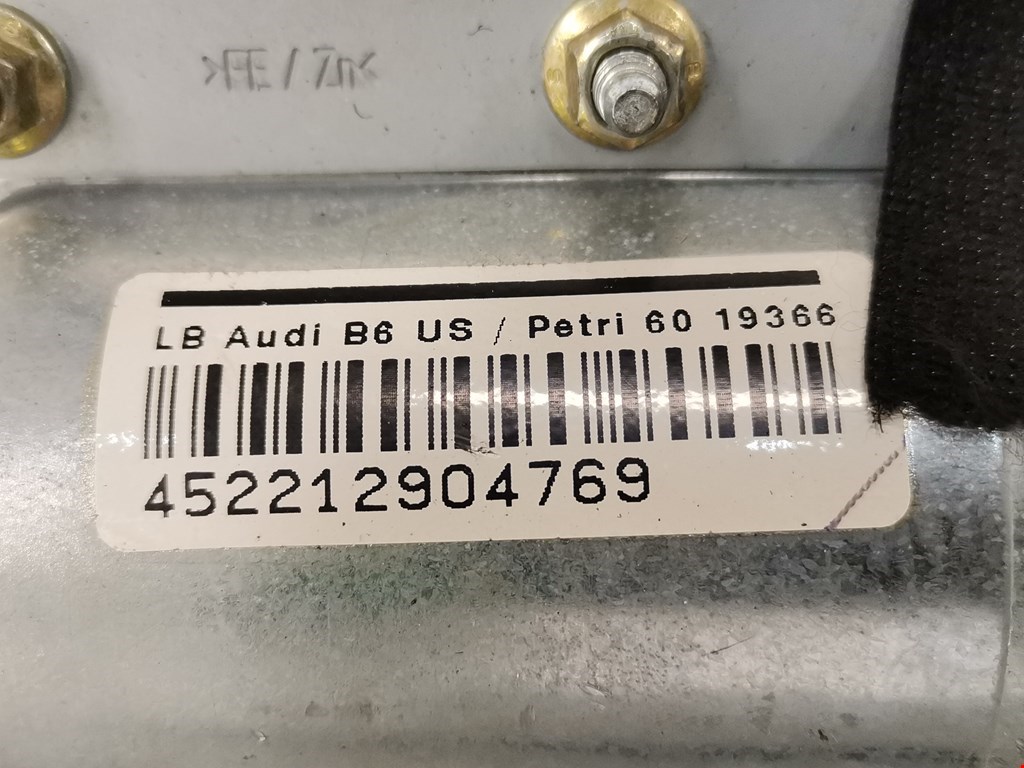 >FE/Zn<
LB Audi B6 US / Petri 60 19366
452212904769